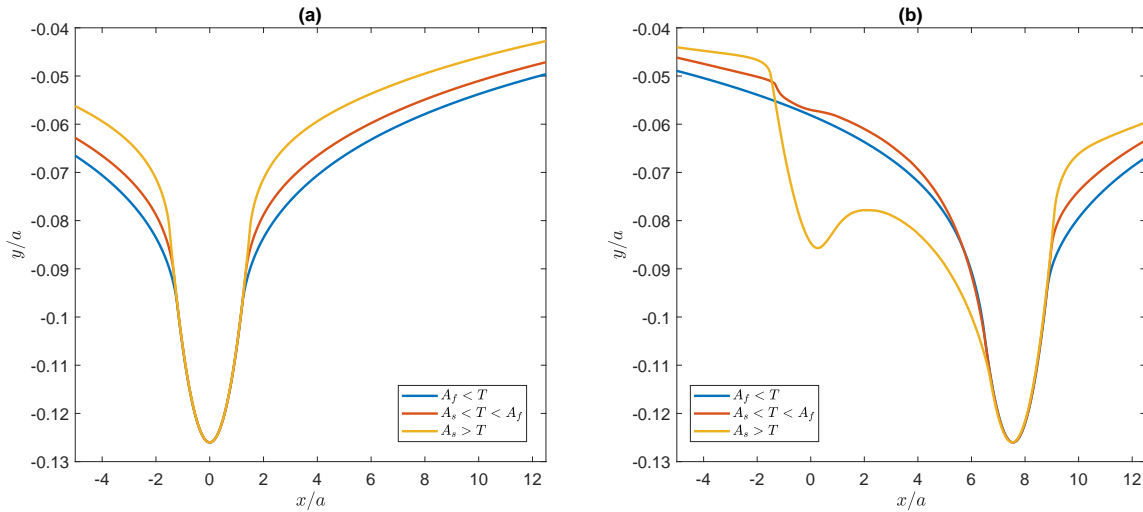 (a)
-0.04
-0.05
-0.06
-0.07
-0.08
-0.09
-0.1
-0.11
-0.12
-0.13
y/a
-4 -2 0 2 4 6 8 10 12
x/a
A_f < T
A_s < T < A_f
A_s > T
(b)
-0.04
-0.05
-0.06
-0.07
-0.08
-0.09
-0.1
-0.11
-0.12
-0.13
y/a
-4 -2 0 2 4 6 8 10 12
x/a
A_f < T
A_s < T < A_f
A_s > T